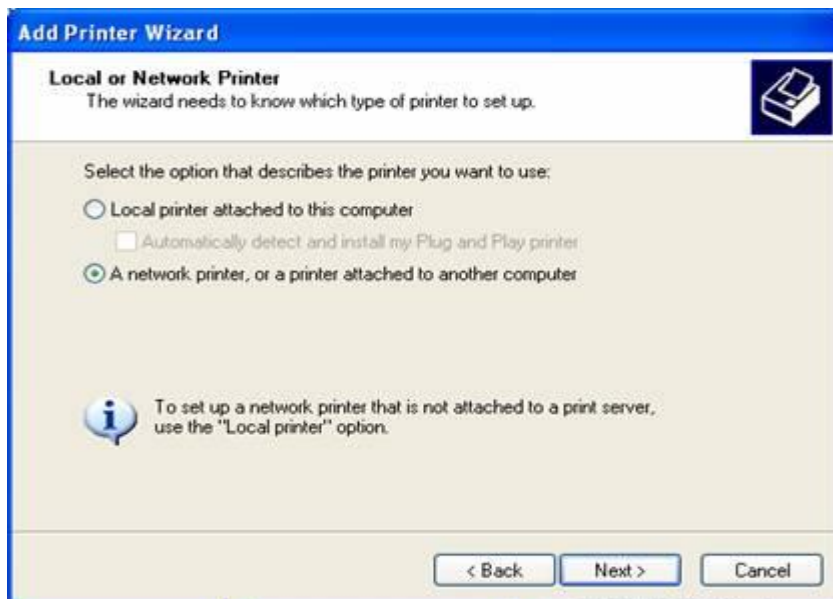 Add Printer Wizard
Local or Network Printer
The wizard needs to know which type of printer to set up.
Select the option that describes the printer you want to use:
Local printer attached to this computer
Automatically detect and install my Plug and Play printer
A network printer, or a printer attached to another computer
To set up a network printer that is not attached to a print server,
use the "Local printer" option.
< Back
Next >
Cancel